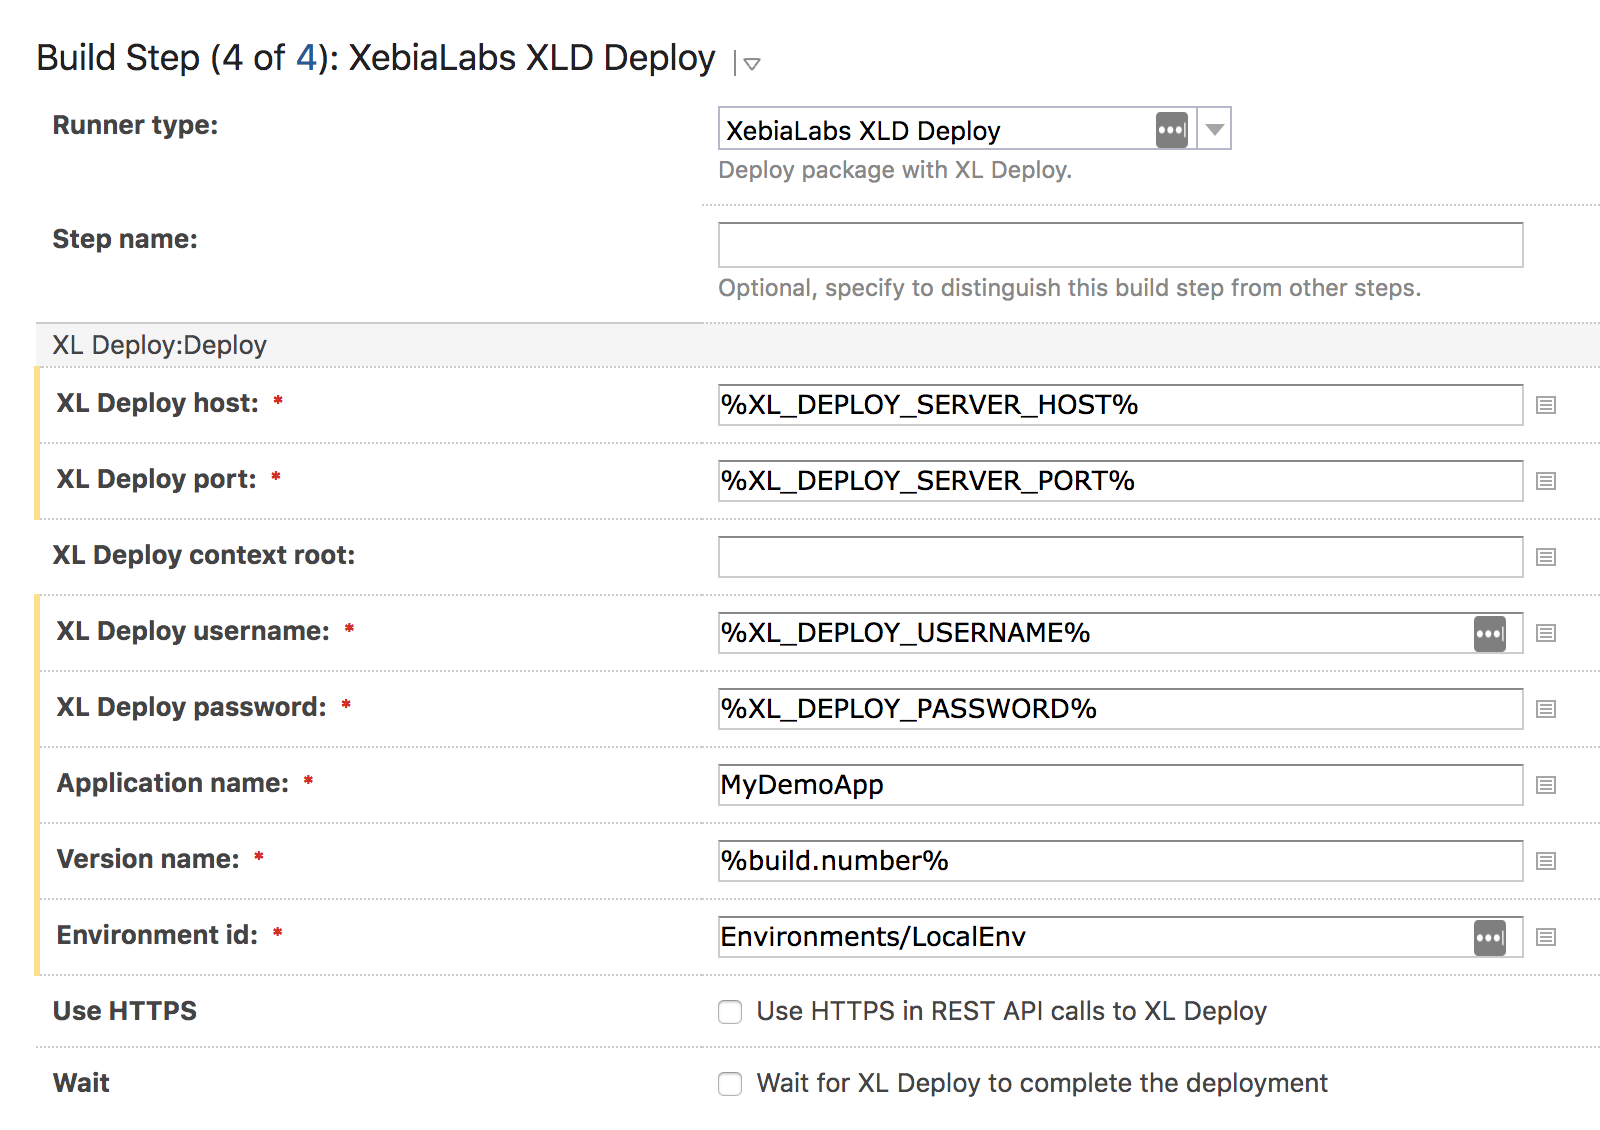 Build Step (4 of 4): XebiaLabs XLD Deploy
Runner type:
XebiaLabs XLD Deploy
Deploy package with XL Deploy.
Step name:
Optional, specify to distinguish this build step from other steps.
XL Deploy:Deploy
XL Deploy host: *
%XL_DEPLOY_SERVER_HOST%
XL Deploy port: *
%XL_DEPLOY_SERVER_PORT%
XL Deploy context root:
XL Deploy username: *
%XL_DEPLOY_USERNAME%
XL Deploy password: *
%XL_DEPLOY_PASSWORD%
Application name: *
MyDemoApp
Version name: *
%build.number%
Environment id: *
Environments/LocalEnv
Use HTTPS
Use HTTPS in REST API calls to XL Deploy
Wait
Wait for XL Deploy to complete the deployment